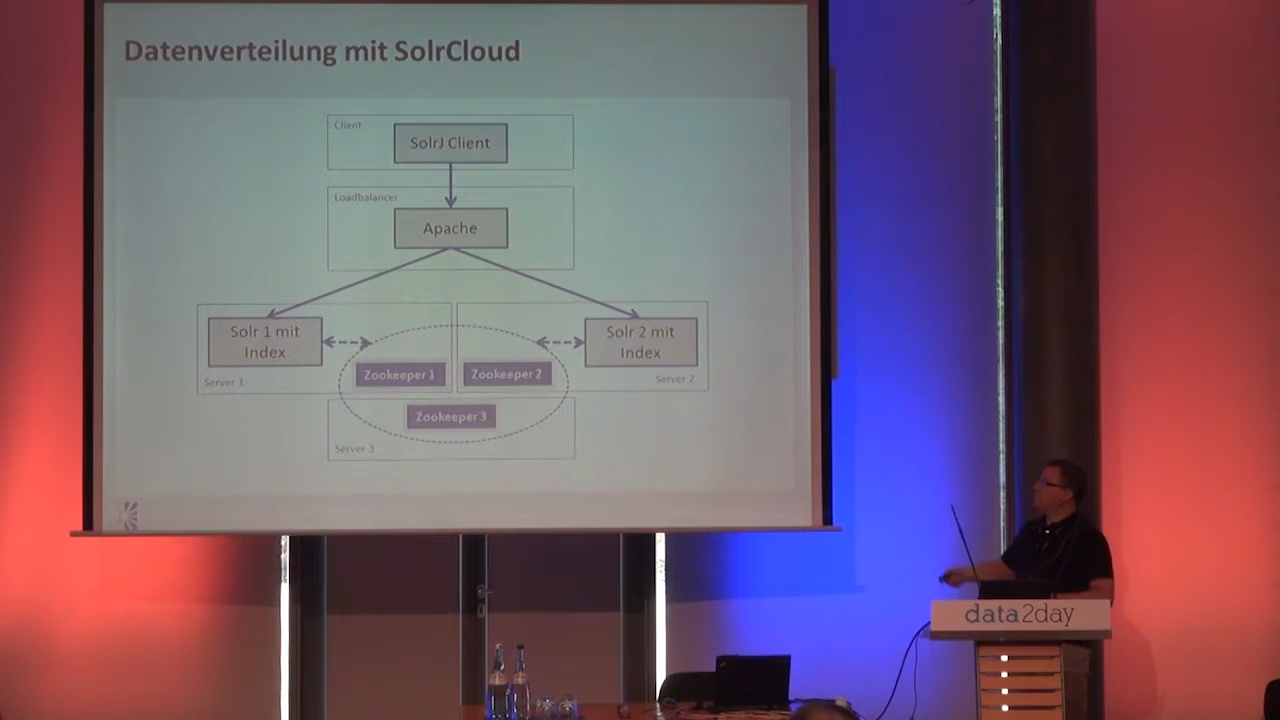 Datenverteilung mit SolrCloud
Client
SolrJ Client
Loadbalancer
Apache
Solr 1 mit
Index
Server 1
Solr 2 mit
Index
Server 2
Zookeeper 1
Zookeeper 2
Zookeeper 3
Server 3
data2day